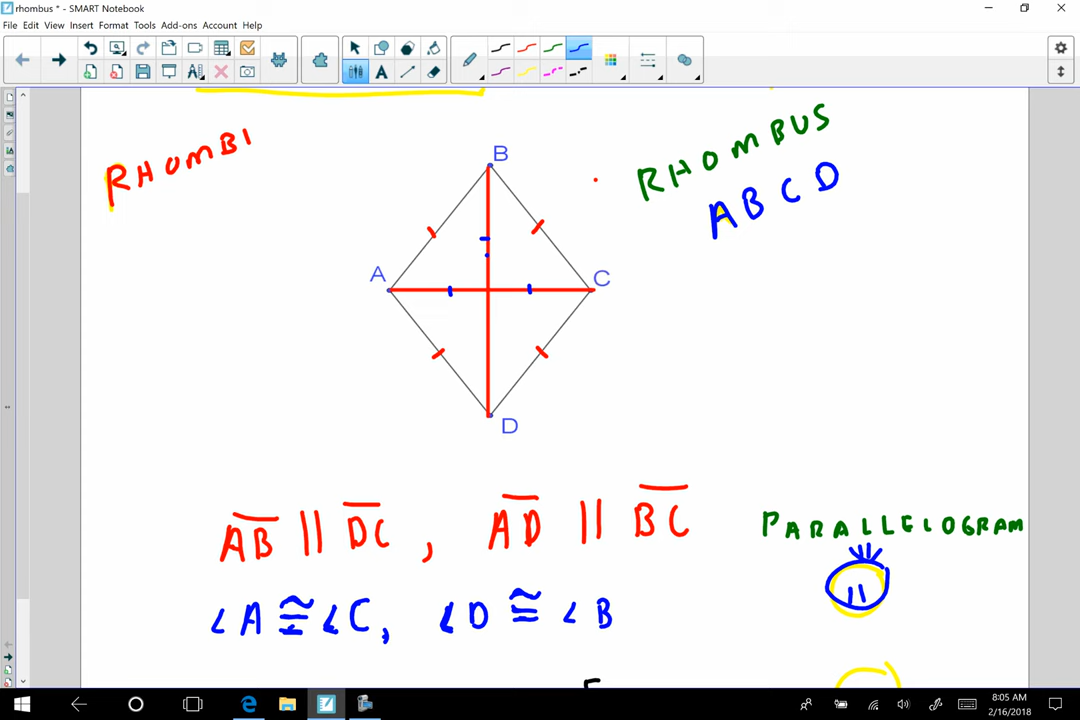 rhombus * - SMART Notebook
File Edit View Insert Format Tools Add-ons Account Help
RHOMBI
RHOMBUS
ABCD
B
A
C
D
AB || DC, AD || BC
PARALLELOGRAM
∠A ≅ ∠C, ∠D ≅ ∠B
8:05 AM
2/16/2018